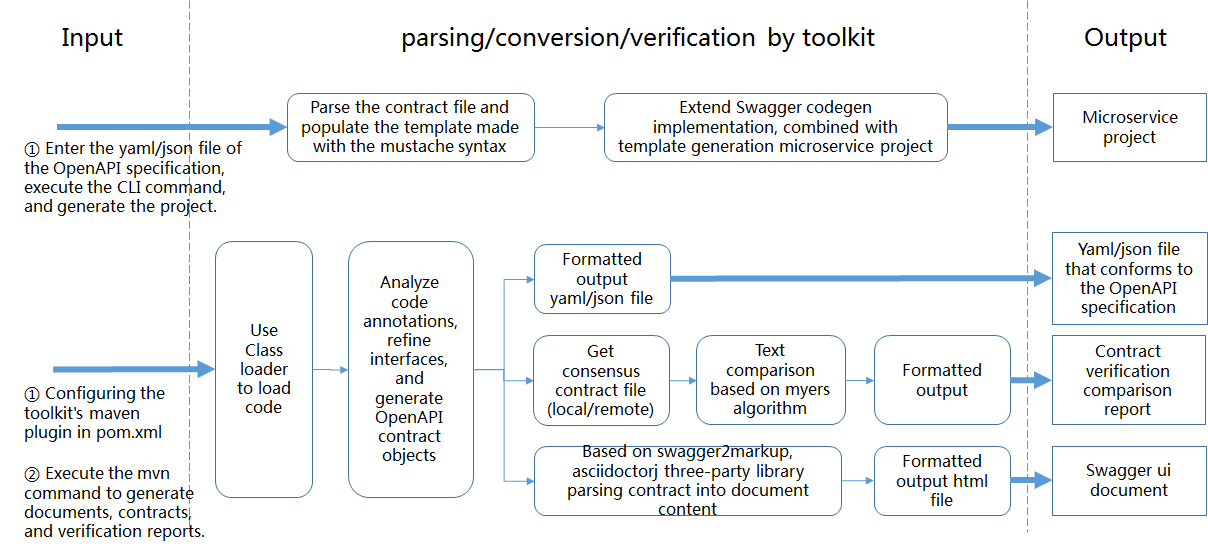 Input
parsing/conversion/verification by toolkit
Output
Parse the contract file and
populate the template made
with the mustache syntax
Extend Swagger codegen
implementation, combined with
template generation microservice project
Microservice
project
① Enter the yaml/json file of
the OpenAPI specification,
execute the CLI command,
and generate the project.
Use
Class
loader
to load
code
Analyze
code
annotations,
refine
interfaces,
and
generate
OpenAPI
contract
objects
Formatted
output
yaml/json file
Yaml/json file
that conforms to
the OpenAPI
specification
Get
consensus
contract file
(local/remote)
Text
comparison
based on myers
algorithm
Formatted
output
Contract
verification
comparison
report
① Configuring the
toolkit's maven
plugin in pom.xml
② Execute the mvn
command to generate
documents, contracts,
and verification reports.
Based on swagger2markup,
asciidoctorj three-party library
parsing contract into document
content
Formatted
output html
file
Swagger ui
document